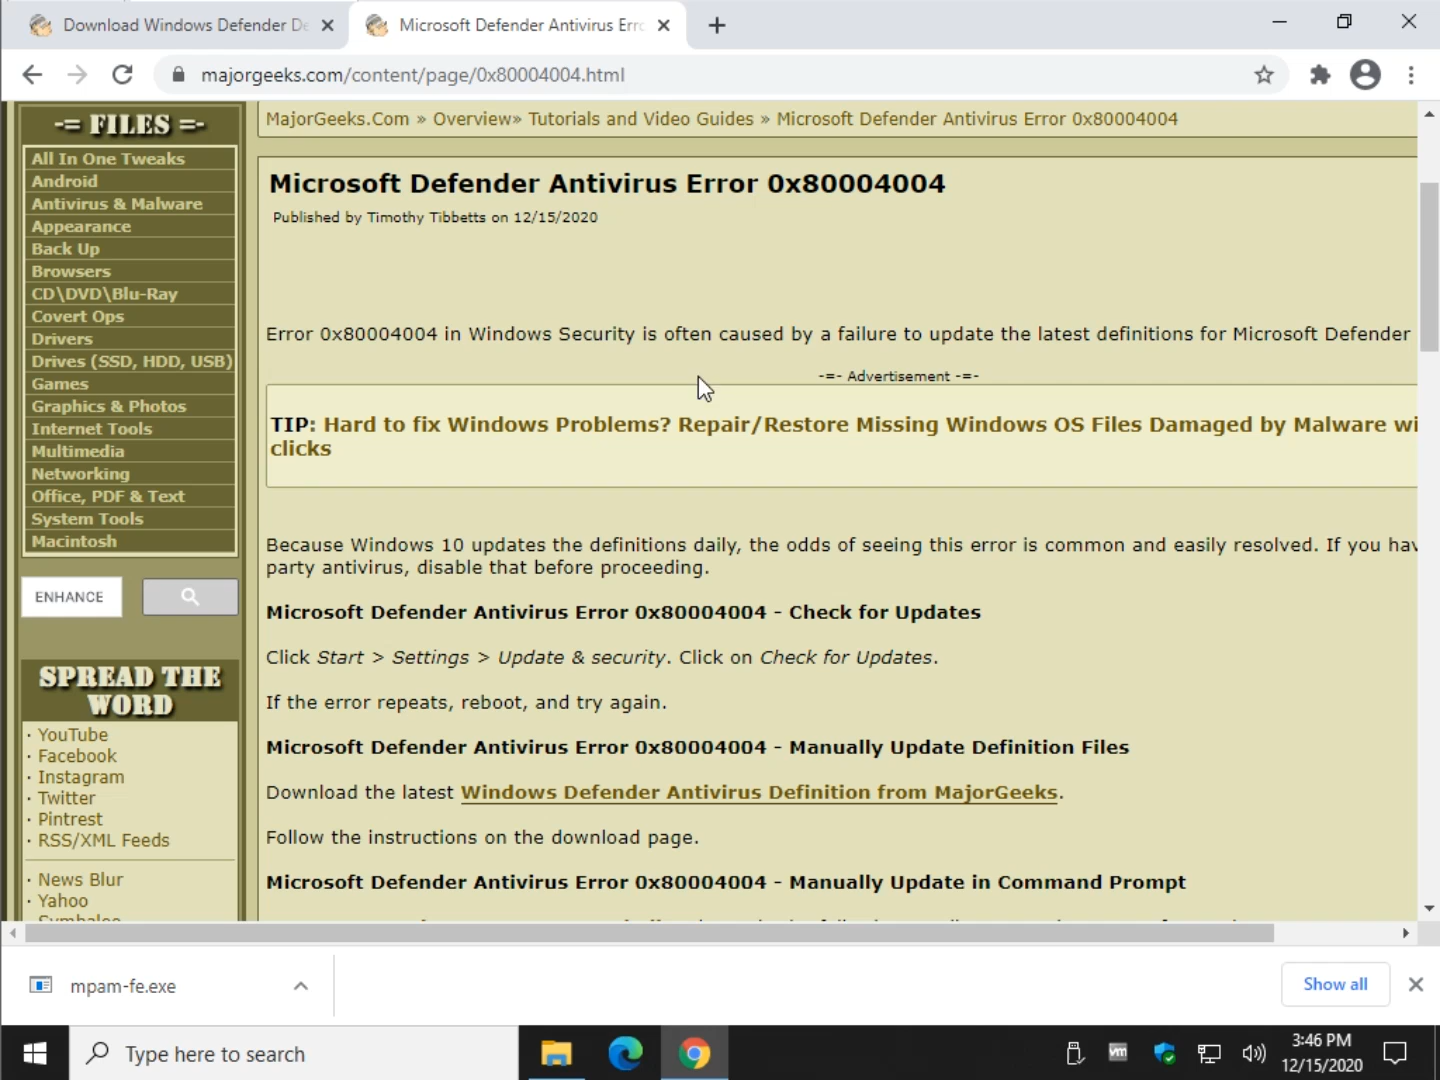 Download Windows Defender De
Microsoft Defender Antivirus Erro
majorgeeks.com/content/page/0x80004004.html
-= FILES =-
All In One Tweaks
Android
Antivirus & Malware
Appearance
Back Up
Browsers
CD\DVD\Blu-Ray
Covert Ops
Drivers
Drives (SSD, HDD, USB)
Games
Graphics & Photos
Internet Tools
Multimedia
Networking
Office, PDF & Text
System Tools
Macintosh
ENHANCE
SPREAD THE
WORD
· YouTube
· Facebook
· Instagram
· Twitter
· Pintrest
· RSS/XML Feeds
· News Blur
· Yahoo
MajorGeeks.Com » Overview» Tutorials and Video Guides » Microsoft Defender Antivirus Error 0x80004004
Microsoft Defender Antivirus Error 0x80004004
Published by Timothy Tibbetts on 12/15/2020
Error 0x80004004 in Windows Security is often caused by a failure to update the latest definitions for Microsoft Defender
-=- Advertisement -=-
TIP: Hard to fix Windows Problems? Repair/Restore Missing Windows OS Files Damaged by Malware wi
clicks
Because Windows 10 updates the definitions daily, the odds of seeing this error is common and easily resolved. If you hav
party antivirus, disable that before proceeding.
Microsoft Defender Antivirus Error 0x80004004 - Check for Updates
Click Start > Settings > Update & security. Click on Check for Updates.
If the error repeats, reboot, and try again.
Microsoft Defender Antivirus Error 0x80004004 - Manually Update Definition Files
Download the latest Windows Defender Antivirus Definition from MajorGeeks.
Follow the instructions on the download page.
Microsoft Defender Antivirus Error 0x80004004 - Manually Update in Command Prompt
mpam-fe.exe
Show all
Type here to search
vm
3:46 PM
12/15/2020